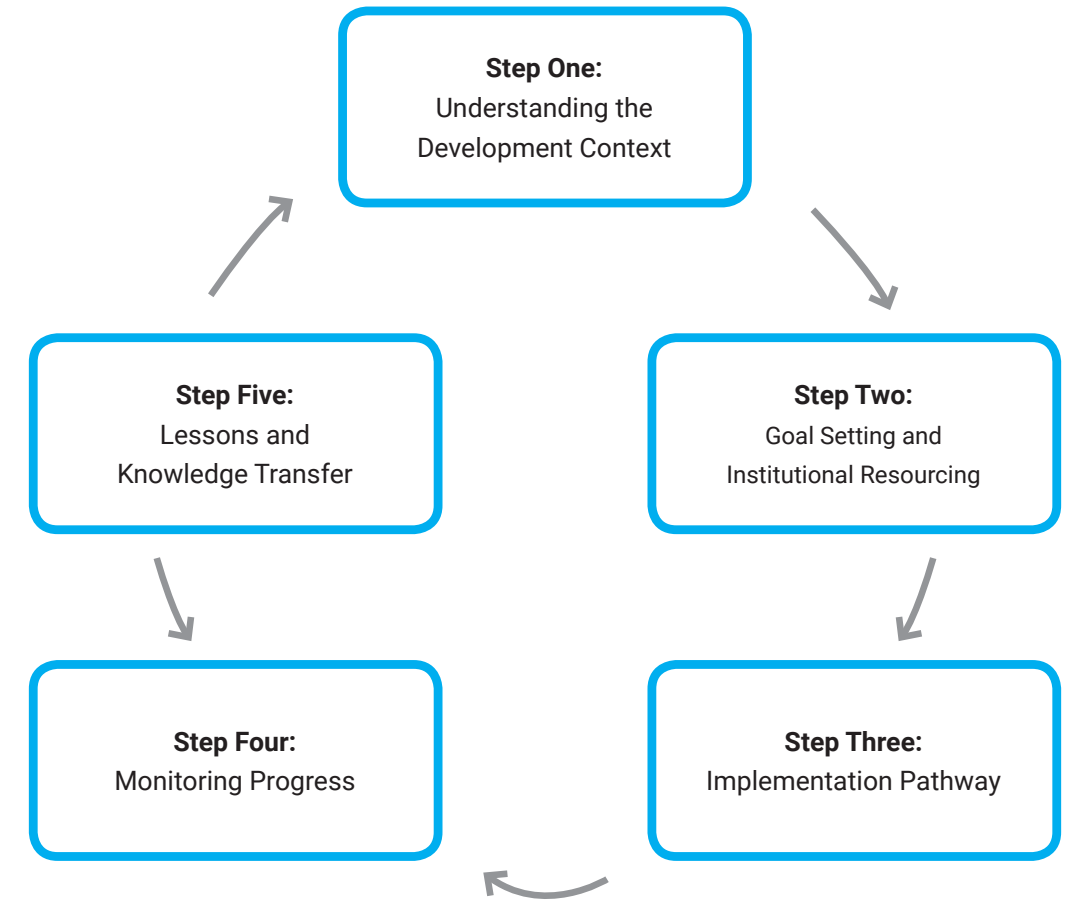 Step One:
Understanding the
Development Context
Step Two:
Goal Setting and
Institutional Resourcing
Step Three:
Implementation Pathway
Step Four:
Monitoring Progress
Step Five:
Lessons and
Knowledge Transfer